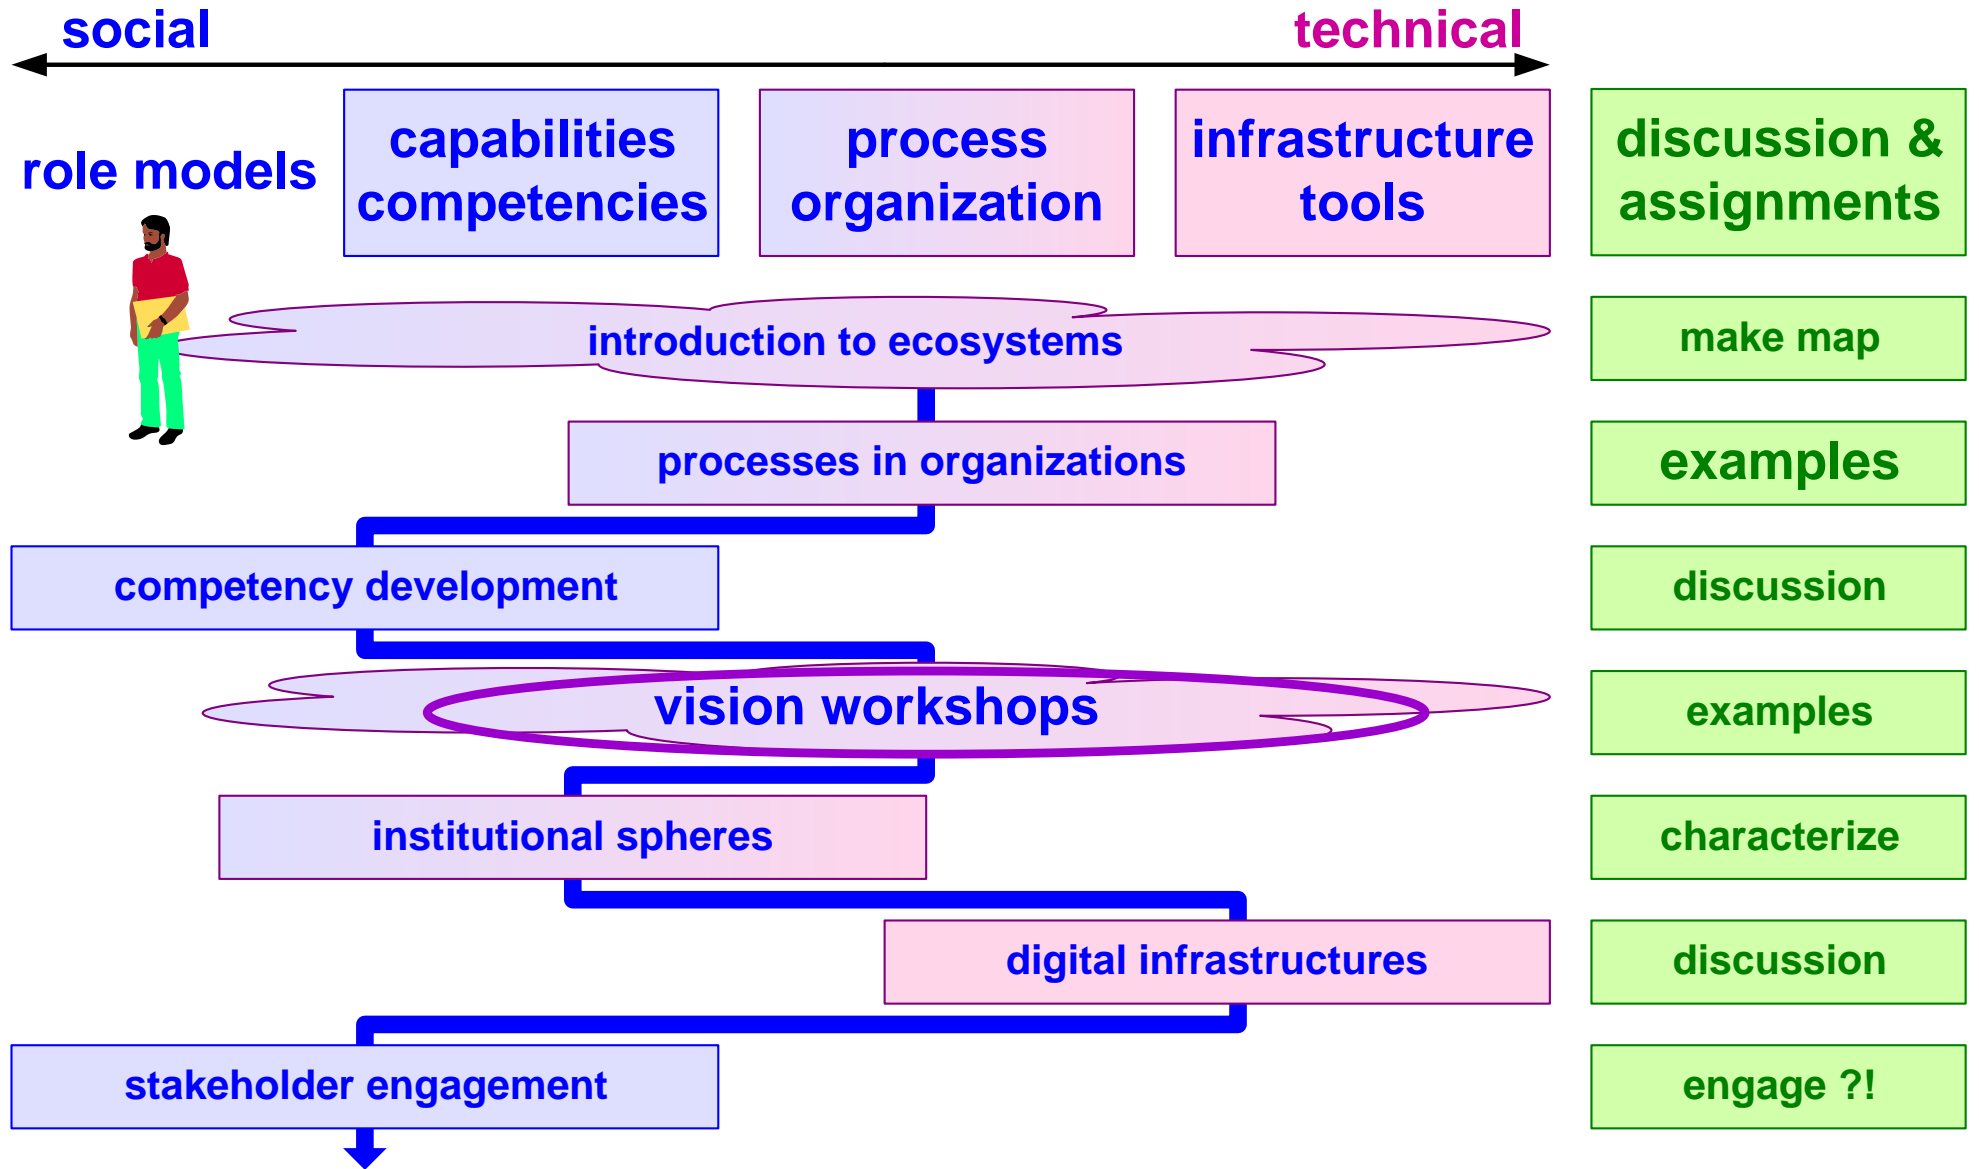 social
technical
role models
capabilities
competencies
process
organization
infrastructure
tools
discussion &
assignments
introduction to ecosystems
make map
processes in organizations
examples
competency development
discussion
vision workshops
examples
institutional spheres
characterize
digital infrastructures
discussion
stakeholder engagement
engage ?!